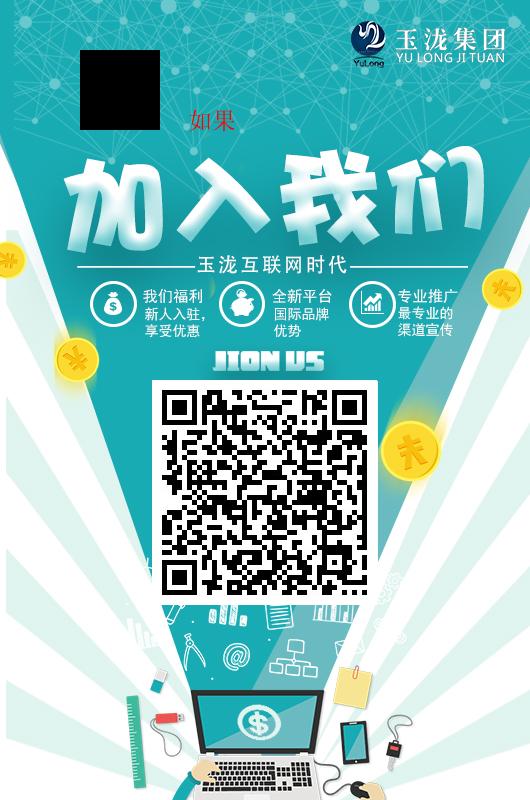 玉泷集团
YU LONG JI TUAN
YuLong
如果
加入我们
玉泷互联网时代
我们福利
新人入驻，
享受优惠
全新平台
国际品牌
优势
专业推广
最专业的
渠道宣传
JION US